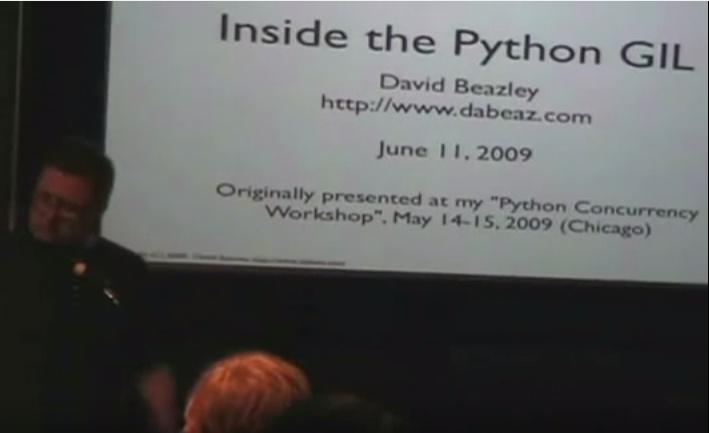 Inside the Python GIL
David Beazley
http://www.dabeaz.com
June 11, 2009
Originally presented at my "Python Concurrency
Workshop", May 14-15, 2009 (Chicago)